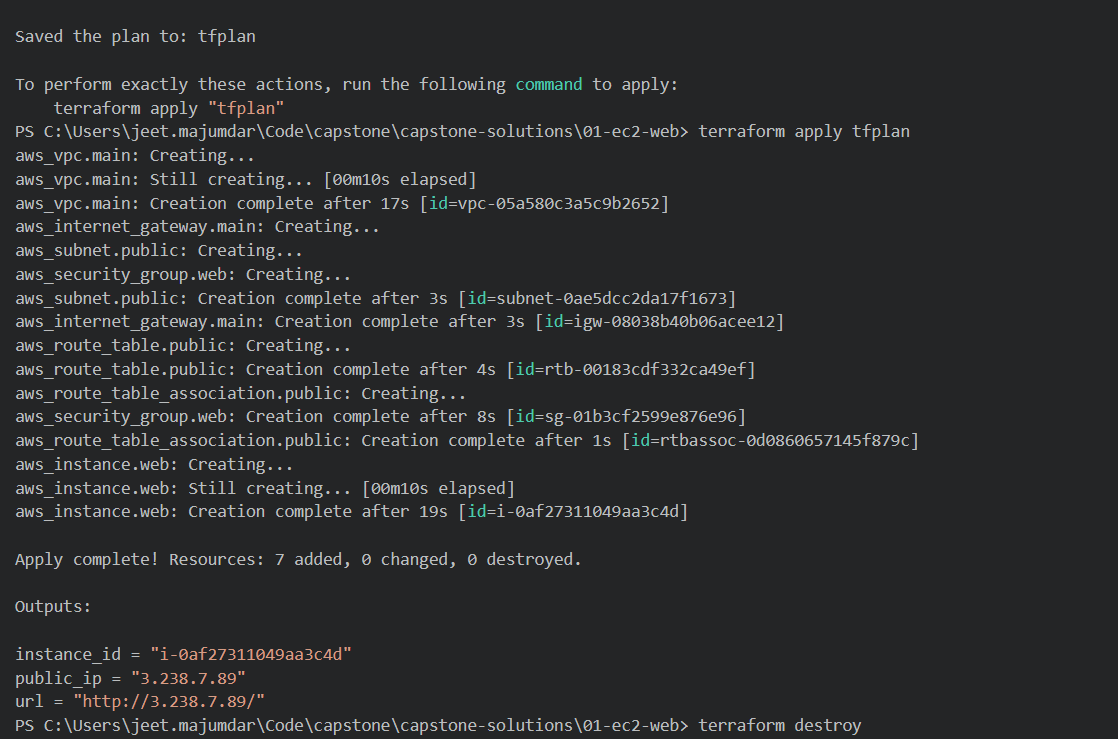 Saved the plan to: tfplan
To perform exactly these actions, run the following command to apply:
terraform apply "tfplan"
PS C:\Users\jeet.majumdar\Code\capstone\capstone-solutions\01-ec2-web> terraform apply tfplan
aws_vpc.main: Creating...
aws_vpc.main: Still creating... [00m10s elapsed]
aws_vpc.main: Creation complete after 17s [id=vpc-05a580c3a5c9b2652]
aws_internet_gateway.main: Creating...
aws_subnet.public: Creating...
aws_security_group.web: Creating...
aws_subnet.public: Creation complete after 3s [id=subnet-0ae5dcc2da17f1673]
aws_internet_gateway.main: Creation complete after 3s [id=igw-08038b40b06acee12]
aws_route_table.public: Creating...
aws_route_table.public: Creation complete after 4s [id=rtb-00183cdf332ca49ef]
aws_route_table_association.public: Creating...
aws_security_group.web: Creation complete after 8s [id=sg-01b3cf2599e876e96]
aws_route_table_association.public: Creation complete after 1s [id=rtbassoc-0d0860657145f879c]
aws_instance.web: Creating...
aws_instance.web: Still creating... [00m10s elapsed]
aws_instance.web: Creation complete after 19s [id=i-0af27311049aa3c4d]
Apply complete! Resources: 7 added, 0 changed, 0 destroyed.
Outputs:
instance_id = "i-0af27311049aa3c4d"
public_ip = "3.238.7.89"
url = "http://3.238.7.89/"
PS C:\Users\jeet.majumdar\Code\capstone\capstone-solutions\01-ec2-web> terraform destroy